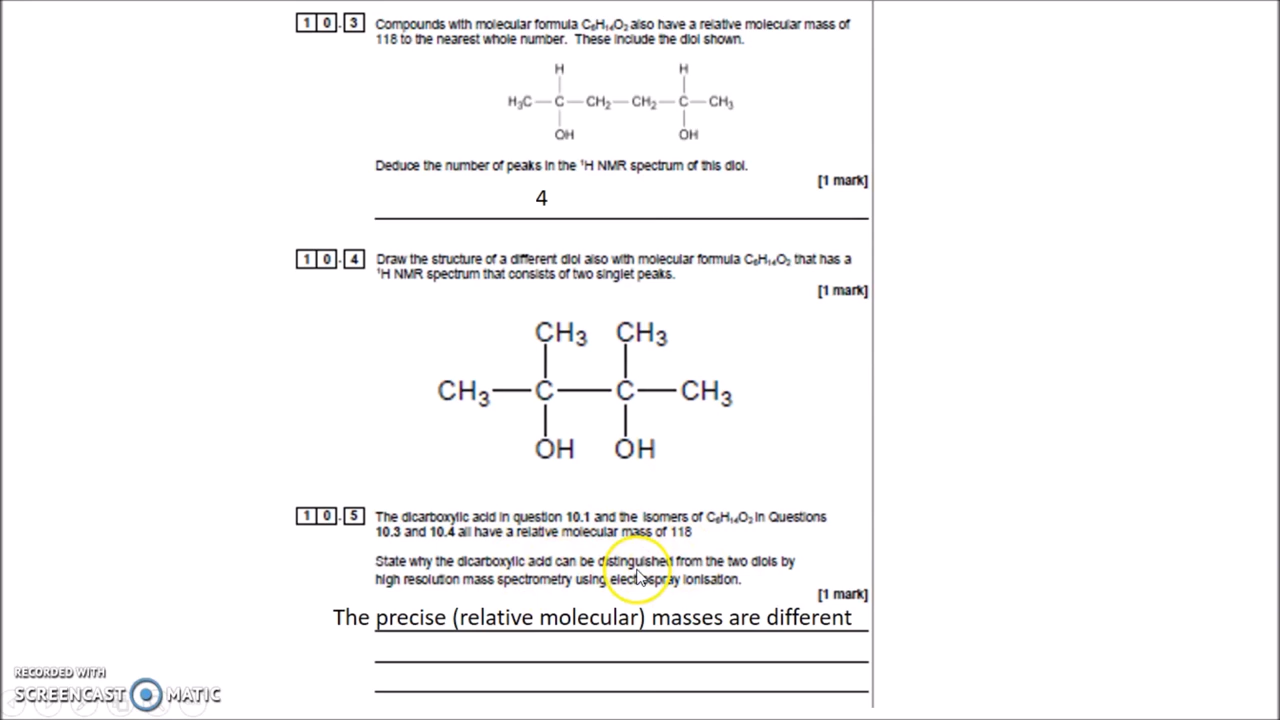 10.3 Compounds with molecular formula C₆H₁₄O₂ also have a relative molecular mass of
118 to the nearest whole number. These include the diol shown.
H H
H₃C—C—CH₂—CH₂—C—CH₃
OH OH
Deduce the number of peaks in the ¹H NMR spectrum of this diol.
[1 mark]
4
10.4 Draw the structure of a different diol also with molecular formula C₆H₁₄O₂ that has a
¹H NMR spectrum that consists of two singlet peaks.
[1 mark]
CH₃ CH₃
CH₃—C—C—CH₃
OH OH
10.5 The dicarboxylic acid in question 10.1 and the isomers of C₆H₁₄O₂ in Questions
10.3 and 10.4 all have a relative molecular mass of 118
State why the dicarboxylic acid can be distinguished from the two diols by
high resolution mass spectrometry using electrospray ionisation.
[1 mark]
The precise (relative molecular) masses are different
RECORDED WITH
SCREENCAST MATIC